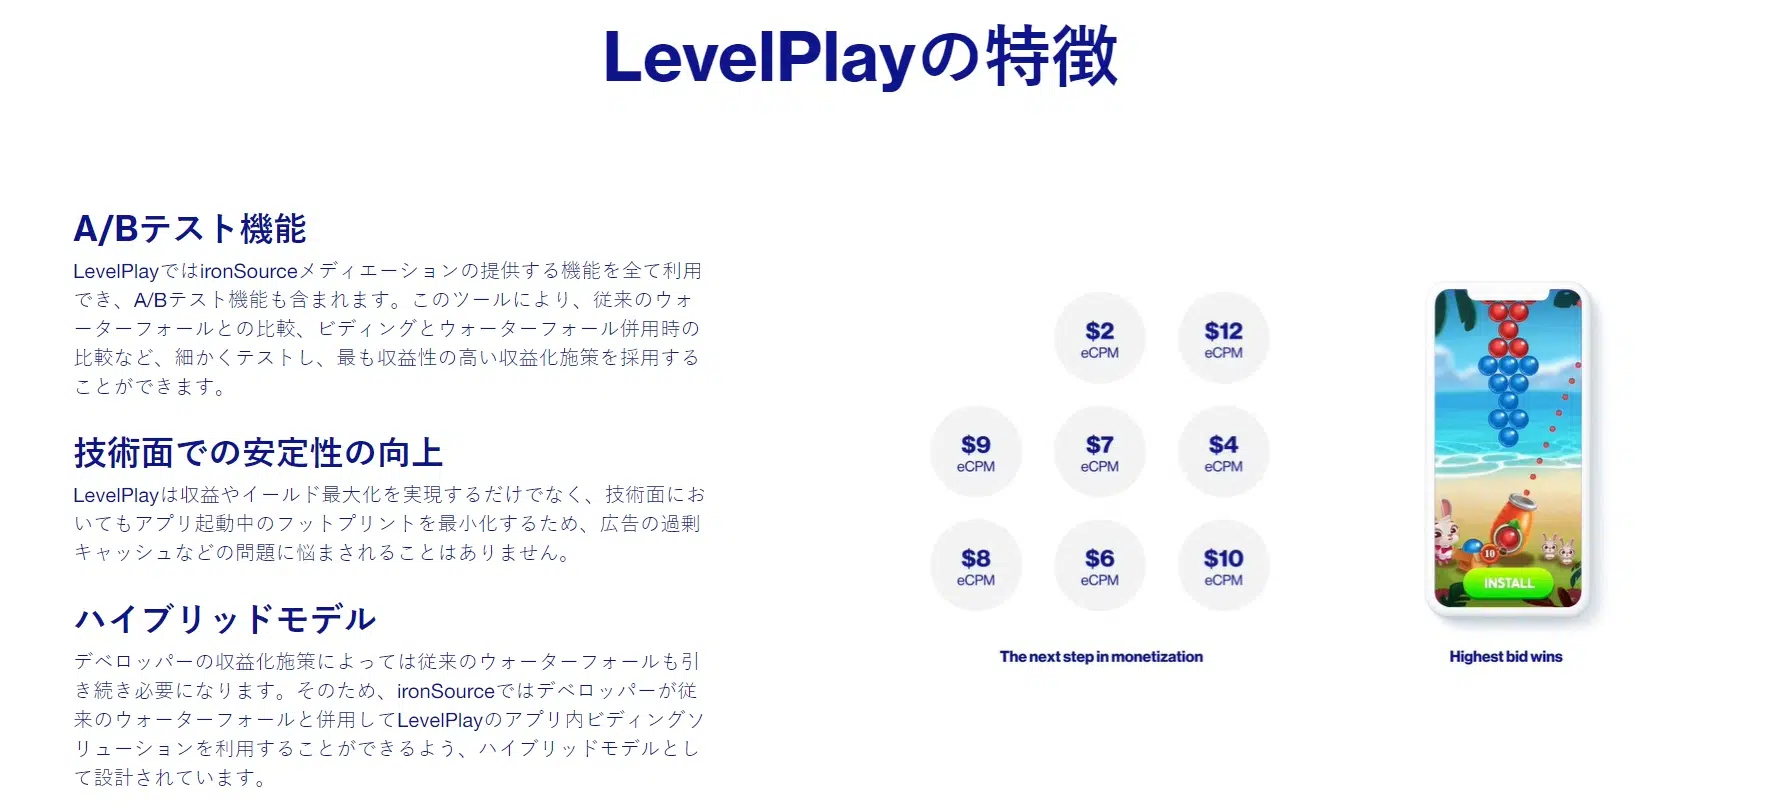 LevelPlayの特徴
A/Bテスト機能
LevelPlayではironSourceメディエーションの提供する機能を全て利用
でき、A/Bテスト機能も含まれます。このツールにより、従来のウォ
ーターフォールとの比較、ビディングとウォーターフォール併用時の
比較など、細かくテストし、最も収益性の高い収益化施策を採用する
ことができます。
技術面での安定性の向上
LevelPlayは収益やイールド最大化を実現するだけでなく、技術面にお
いてもアプリ起動中のフットプリントを最小化するため、広告の過剰
キャッシュなどの問題に悩まされることはありません。
ハイブリッドモデル
デベロッパーの収益化施策によっては従来のウォーターフォールも引
き続き必要になります。そのため、ironSourceではデベロッパーが従
来のウォーターフォールと併用してLevelPlayのアプリ内ビディングソ
リューションを利用することができるよう、ハイブリッドモデルとし
て設計されています。
$2
eCPM
$12
eCPM
$9
eCPM
$7
eCPM
$4
eCPM
$8
eCPM
$6
eCPM
$10
eCPM
The next step in monetization
10
INSTALL
Highest bid wins